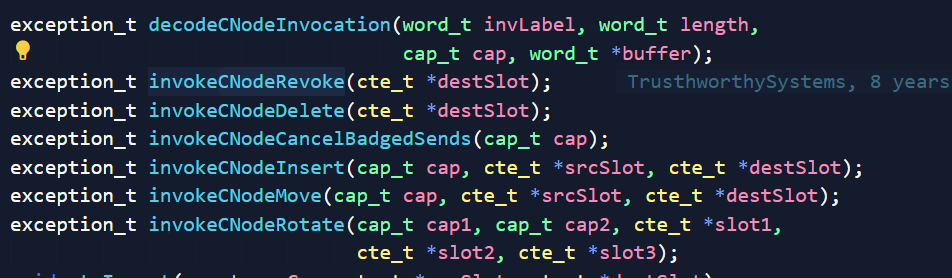 exception_t decodeCNodeInvocation(word_t invLabel, word_t length,
cap_t cap, word_t *buffer);
exception_t invokeCNodeRevoke(cte_t *destSlot); TrusthworthySystems, 8 years
exception_t invokeCNodeDelete(cte_t *destSlot);
exception_t invokeCNodeCancelBadgedSends(cap_t cap);
exception_t invokeCNodeInsert(cap_t cap, cte_t *srcSlot, cte_t *destSlot);
exception_t invokeCNodeMove(cap_t cap, cte_t *srcSlot, cte_t *destSlot);
exception_t invokeCNodeRotate(cap_t cap1, cap_t cap2, cte_t *slot1,
cte_t *slot2, cte_t *slot3);